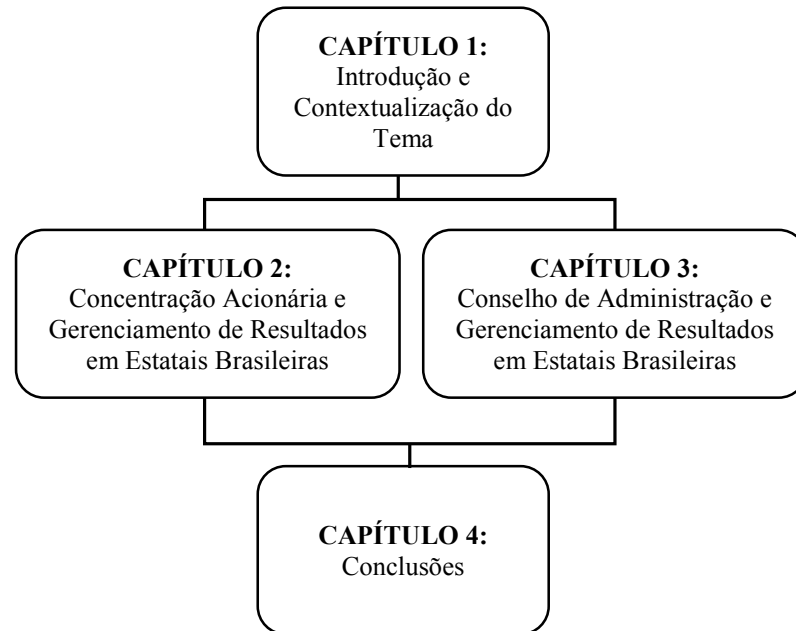 CAPÍTULO 1:
Introdução e
Contextualização do
Tema
CAPÍTULO 2:
Concentração Acionária e
Gerenciamento de Resultados
em Estatais Brasileiras
CAPÍTULO 3:
Conselho de Administração e
Gerenciamento de Resultados
em Estatais Brasileiras
CAPÍTULO 4:
Conclusões